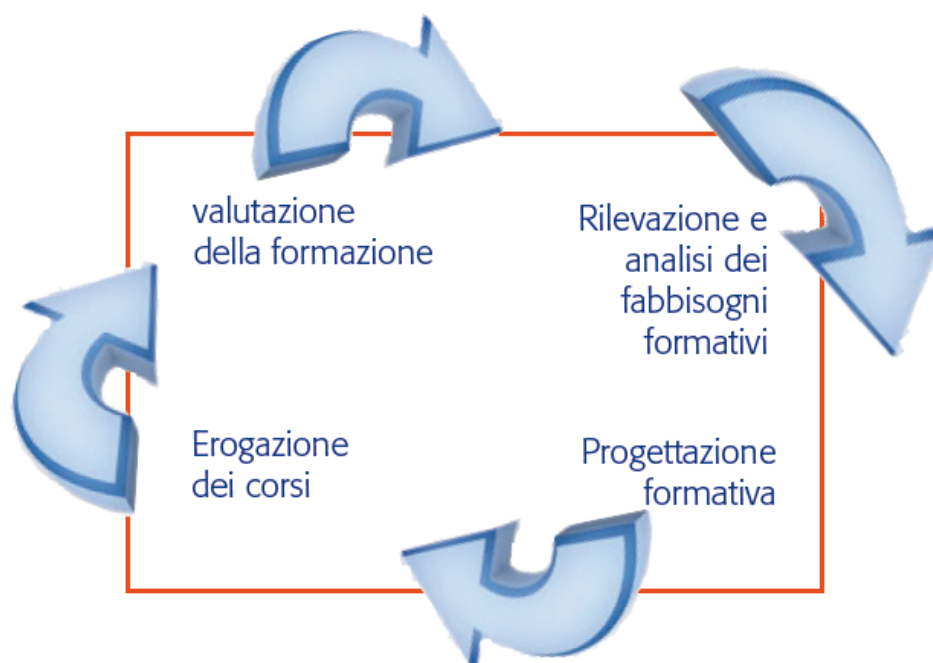 valutazione
della formazione
Rilevazione e
analisi dei
fabbisogni
formativi
Erogazione
dei corsi
Progettazione
formativa